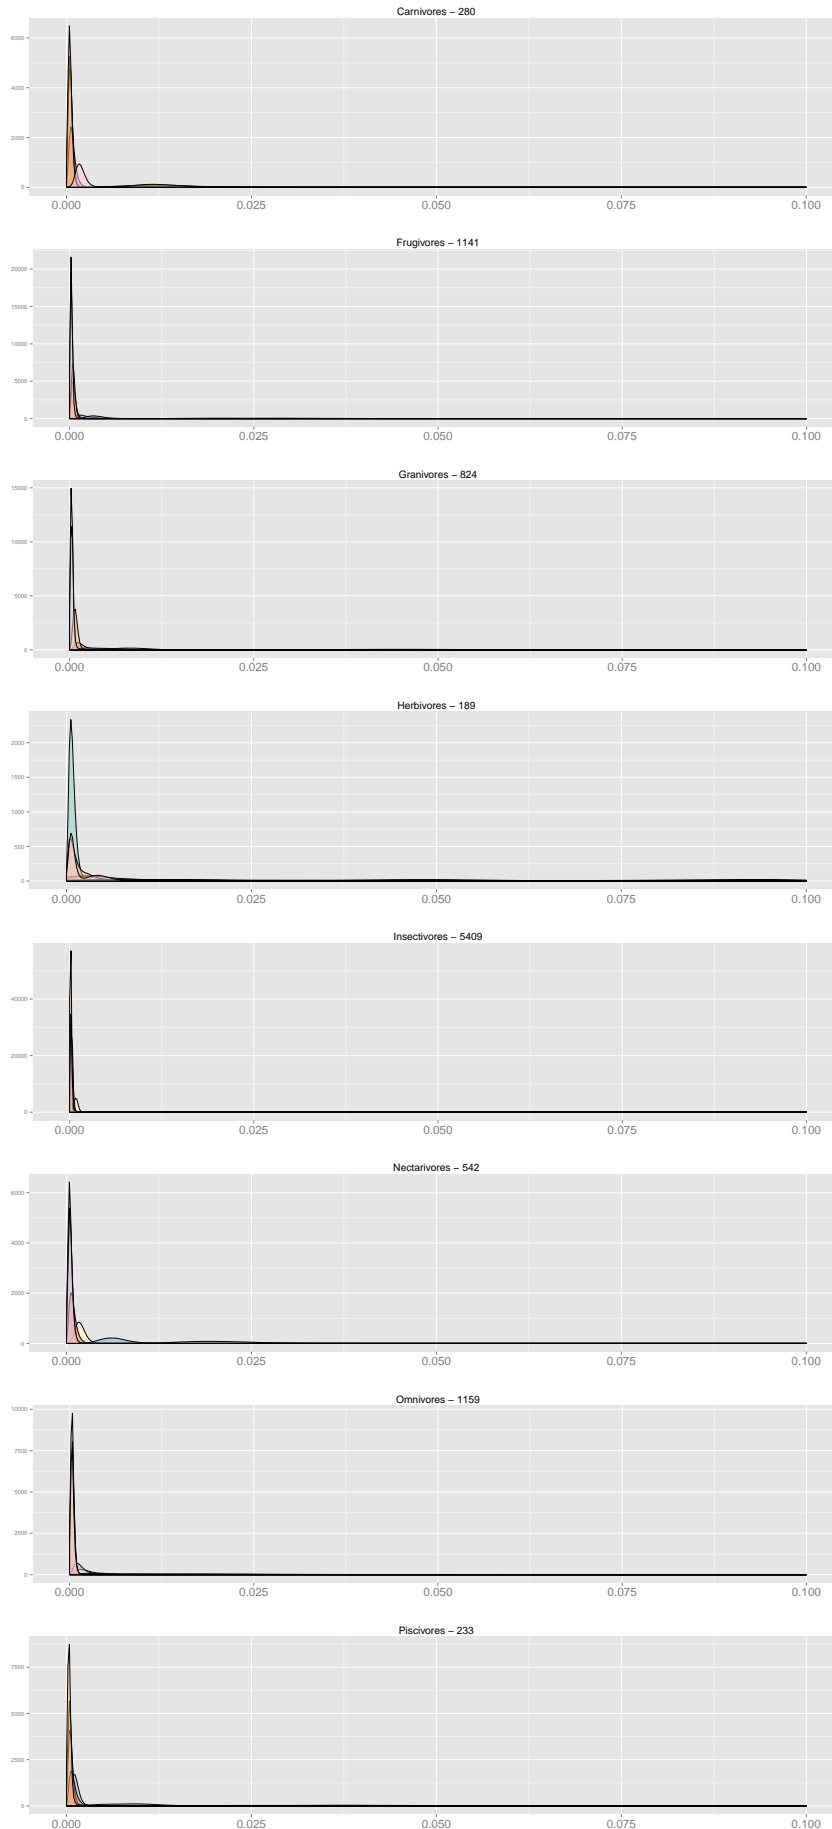 Carnivores – 280
6000
4000
2000
0
0.000 0.025 0.050 0.075 0.100
Frugivores – 1141
20000
15000
10000
5000
0
0.000 0.025 0.050 0.075 0.100
Granivores – 824
15000
10000
5000
0
0.000 0.025 0.050 0.075 0.100
Herbivores – 189
2000
1500
1000
500
0
0.000 0.025 0.050 0.075 0.100
Insectivores – 5409
40000
20000
0
0.000 0.025 0.050 0.075 0.100
Nectarivores – 542
6000
4000
2000
0
0.000 0.025 0.050 0.075 0.100
Omnivores – 1159
10000
7500
5000
2500
0
0.000 0.025 0.050 0.075 0.100
Piscivores – 233
7500
5000
2500
0
0.000 0.025 0.050 0.075 0.100